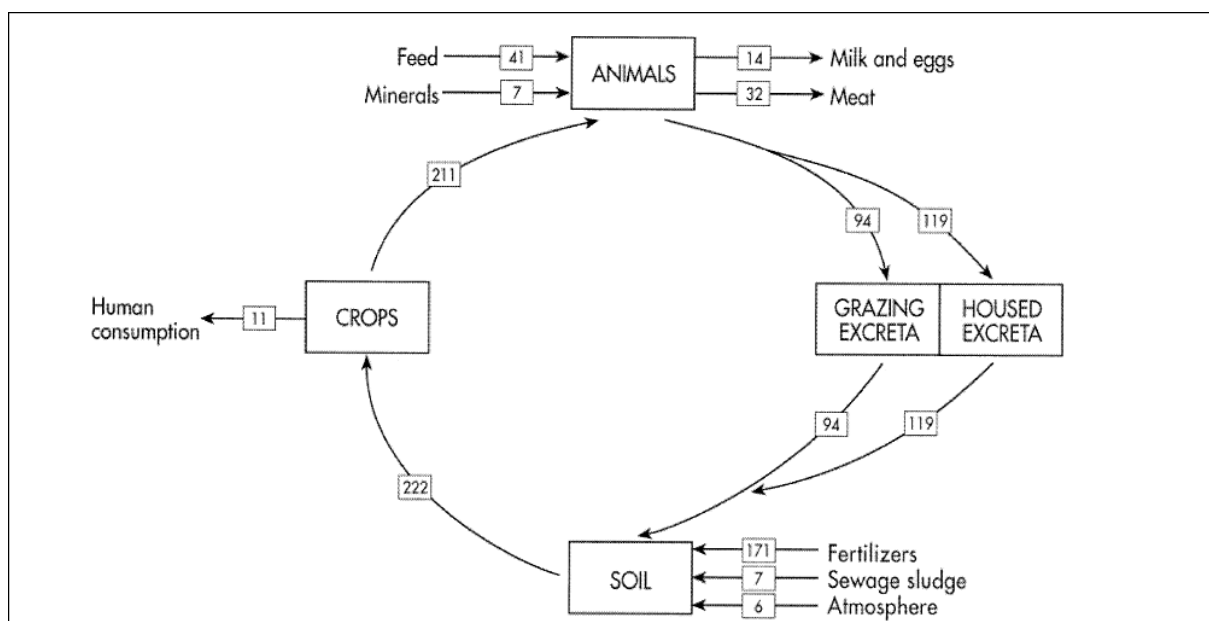 Feed 41 ANIMALS 14 Milk and eggs
Minerals 7 32 Meat
211
94 119
Human
consumption
11
CROPS
GRAZING
EXCRETA
HOUSED
EXCRETA
94 119
222
SOIL
171 Fertilizers
7 Sewage sludge
6 Atmosphere